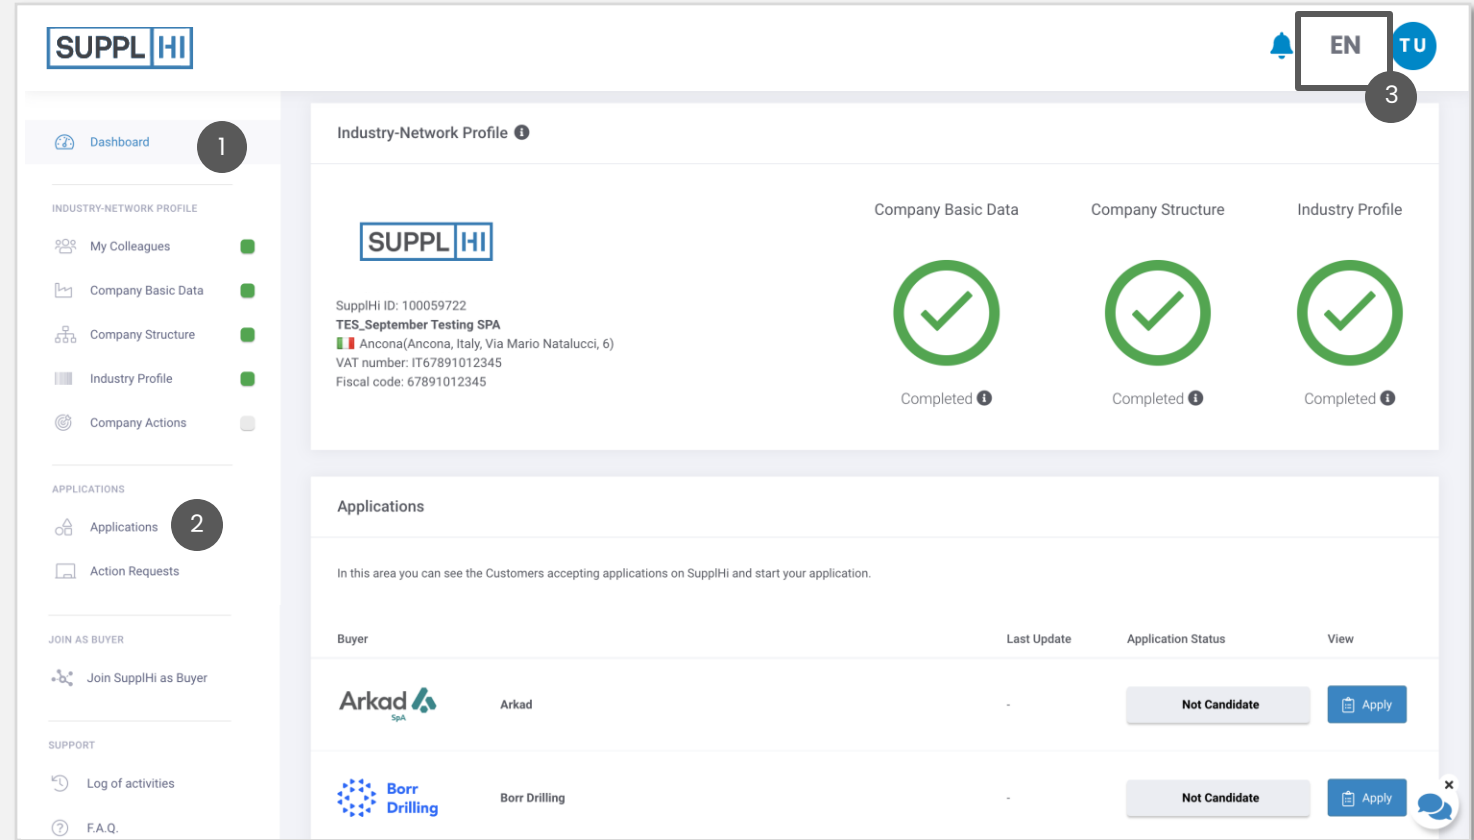 SUPPL HI
EN
TU
3
Dashboard
1
INDUSTRY-NETWORK PROFILE
My Colleagues
Company Basic Data
Company Structure
Industry Profile
Company Actions
APPLICATIONS
Applications
2
Action Requests
JOIN AS BUYER
Join SupplHi as Buyer
SUPPORT
Log of activities
F.A.Q.
Industry-Network Profile
SUPPL HI
SupplHi ID: 100059722
TES_September Testing SPA
Ancona(Ancona, Italy, Via Mario Natalucci, 6)
VAT number: IT67891012345
Fiscal code: 67891012345
Company Basic Data
Completed
Company Structure
Completed
Industry Profile
Completed
Applications
In this area you can see the Customers accepting applications on SupplHi and start your application.
Buyer Last Update Application Status View
Arkad SpA Arkad - Not Candidate Apply
Borr Drilling Borr Drilling - Not Candidate Apply